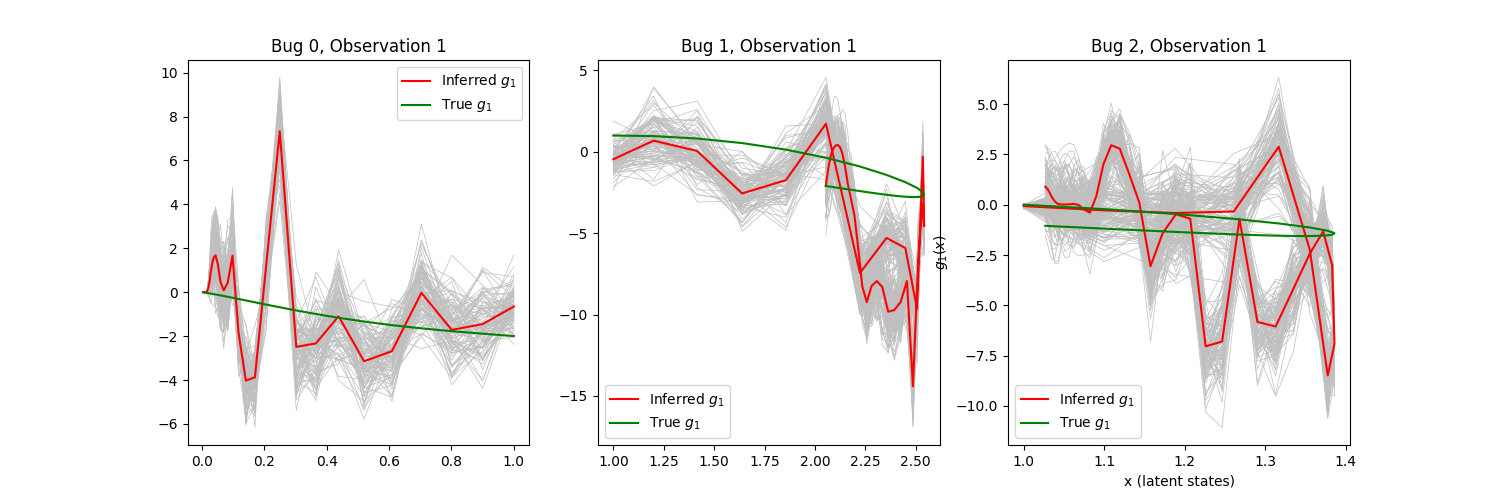 Bug 0, Observation 1
10
8
6
4
2
0
−2
−4
−6
0.0 0.2 0.4 0.6 0.8 1.0
Inferred g₁
True g₁
Bug 1, Observation 1
5
0
−5
−10
−15
1.00 1.25 1.50 1.75 2.00 2.25 2.50
Inferred g₁
True g₁
Bug 2, Observation 1
g₁(x)
5.0
2.5
0.0
−2.5
−5.0
−7.5
−10.0
1.0 1.1 1.2 1.3 1.4
x (latent states)
Inferred g₁
True g₁